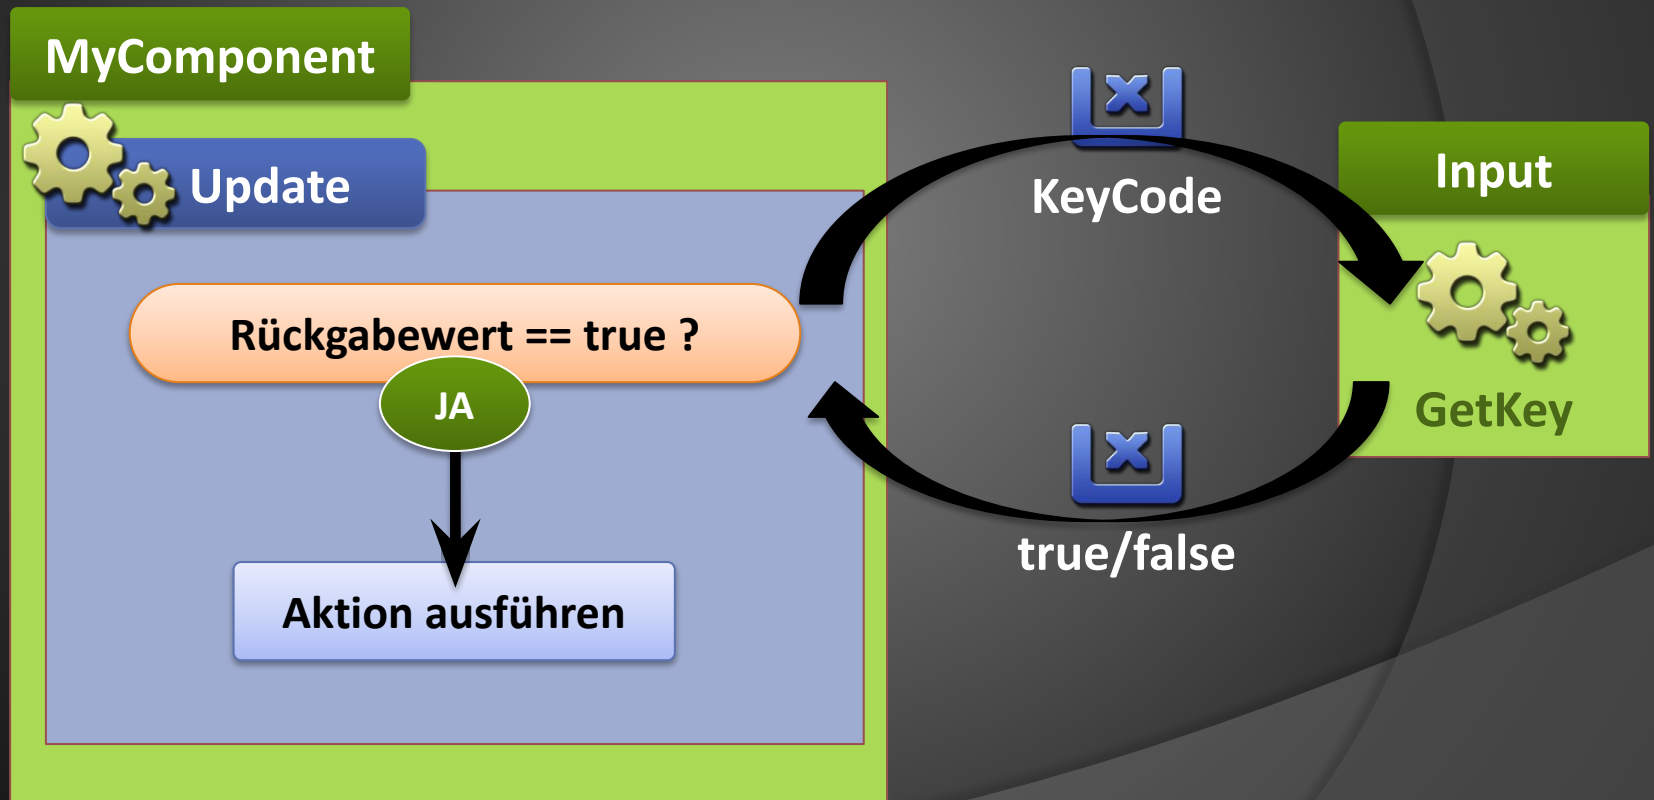 MyComponent
Update
Rückgabewert == true ?
JA
Aktion ausführen
KeyCode
true/false
Input
GetKey